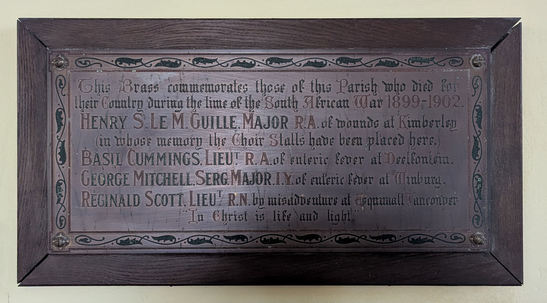 This Brass commemorates those of this Parish who died for
their Country during the time of the South African War 1899-1902.
HENRY S. LE M. GUILLE, MAJOR R.A. of wounds at Kimberley
(in whose memory the Choir Stalls have been placed here.)
BASIL CUMMINGS, LIEUT. R.A. of enteric fever at Deelfontein.
GEORGE MITCHELL, SERG. MAJOR. I.Y. of enteric fever at Winburg.
REGINALD SCOTT, LIEUT. R.N. by misadventure at Esquimalt Vancouver
"In Christ is life and light."